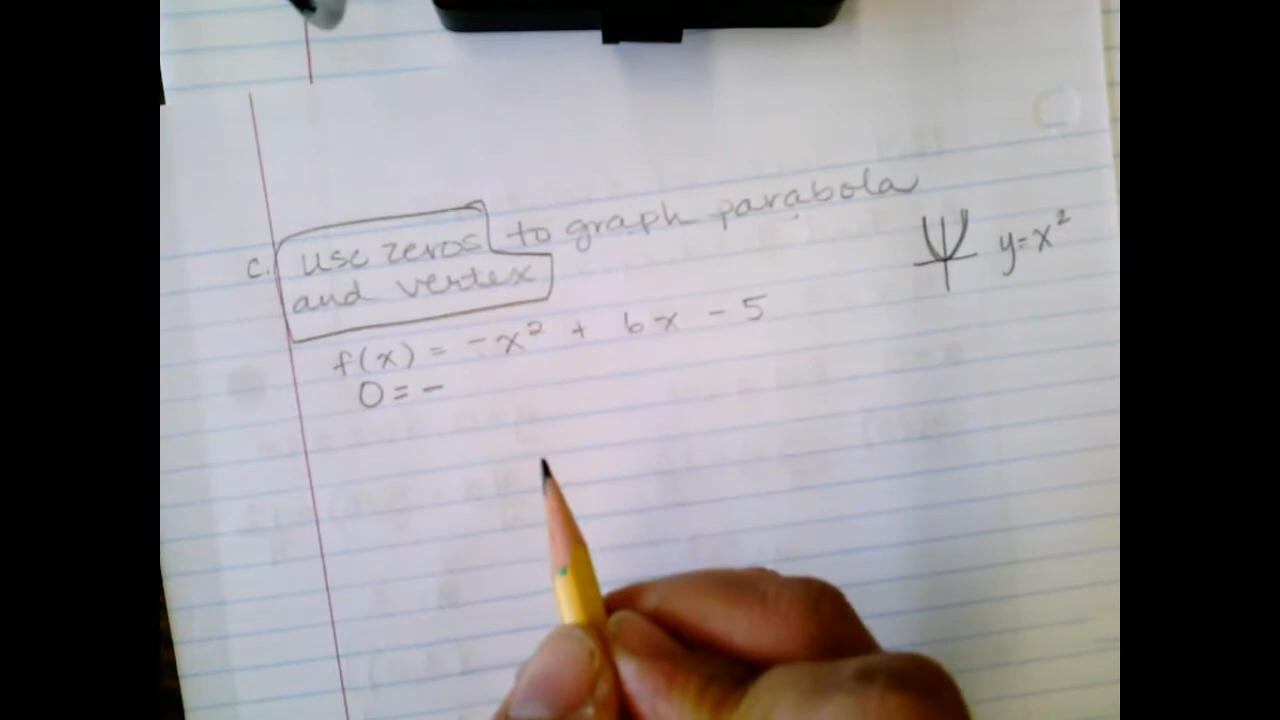 c. use zeros to graph parabola
and vertex
y=x²
f(x) = -x² + 6x - 5
0 = -